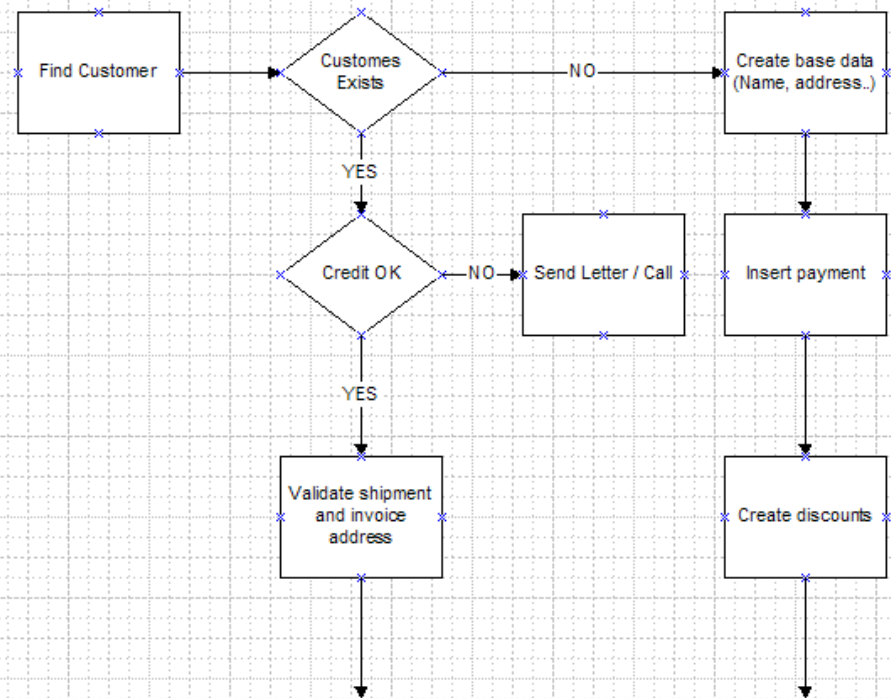 Find Customer
Customes
Exists
NO
Create base data
(Name, address..)
YES
Credit OK
NO
Send Letter / Call
Insert payment
YES
Validate shipment
and invoice
address
Create discounts